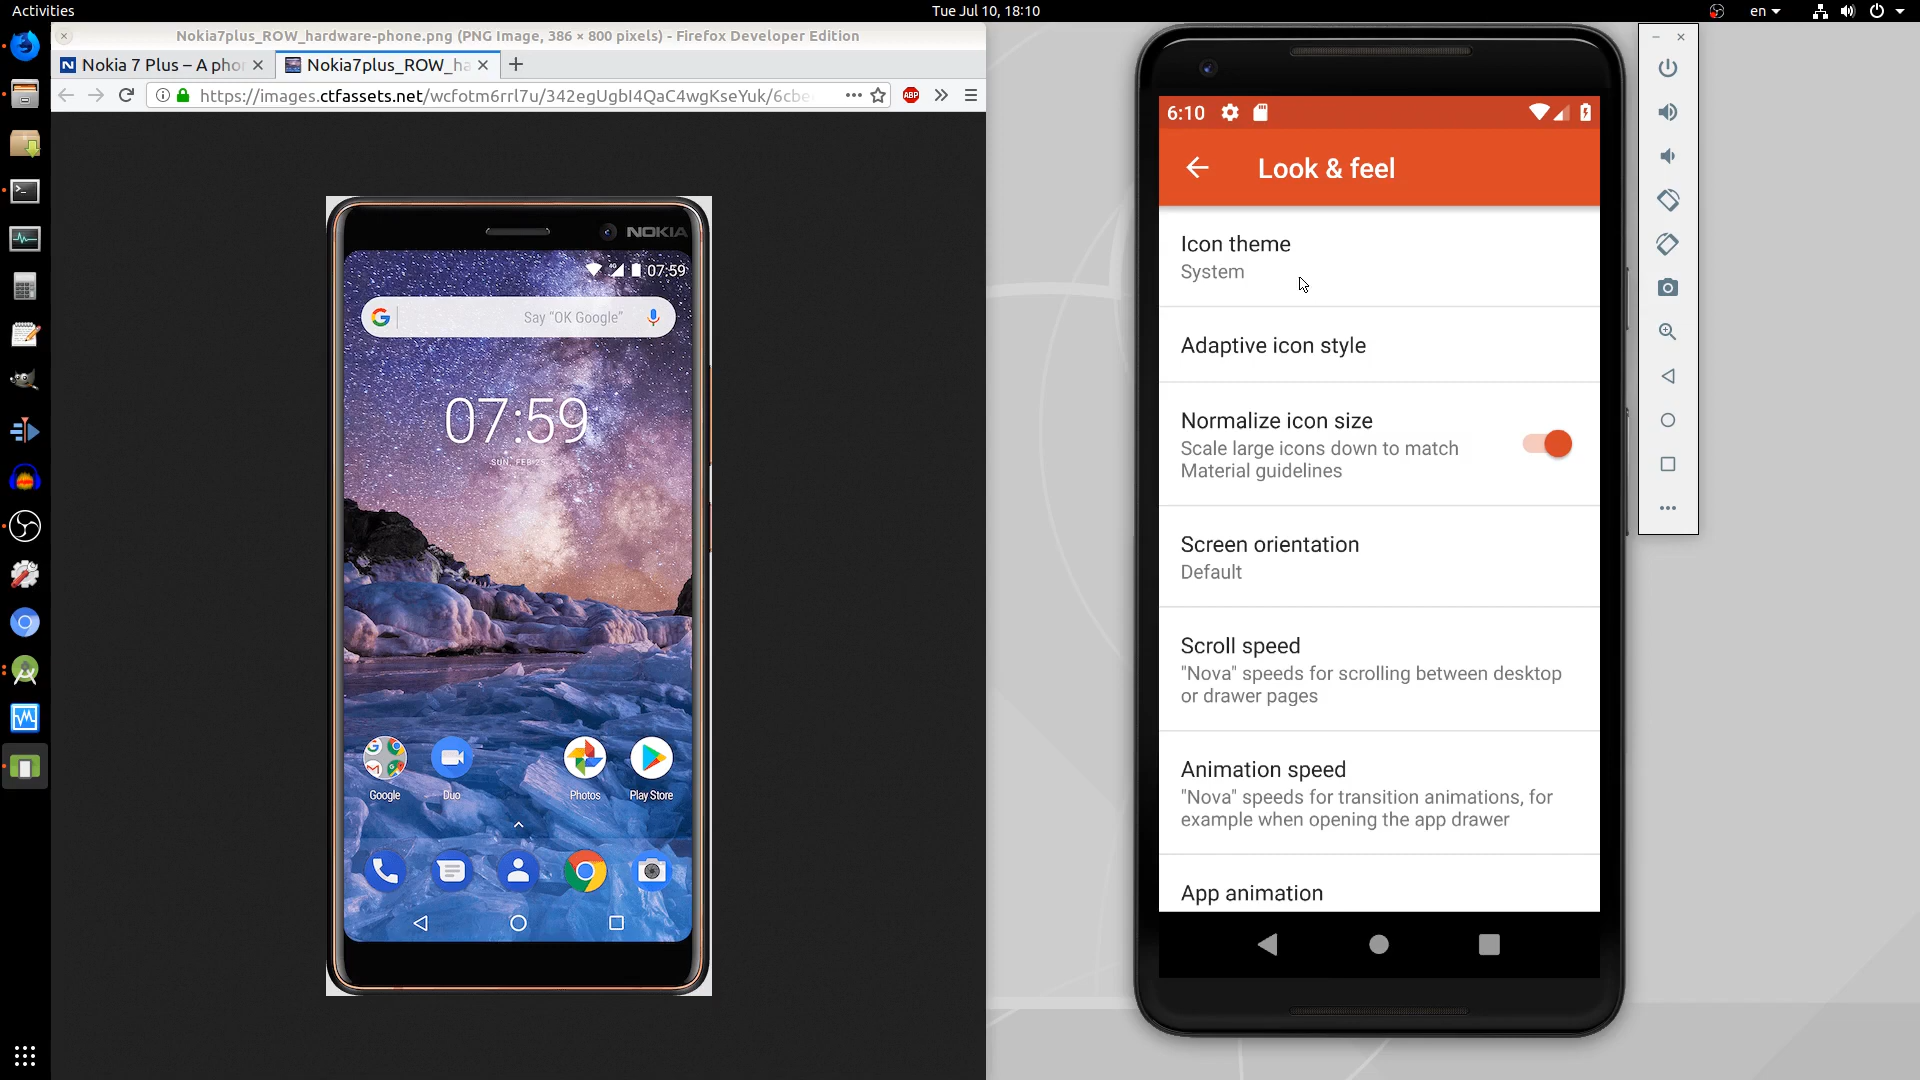 Activities
Tue Jul 10, 18:10
en
Nokia7plus_ROW_hardware-phone.png (PNG Image, 386 × 800 pixels) - Firefox Developer Edition
Nokia 7 Plus – A pho
Nokia7plus_ROW_ha
https://images.ctfassets.net/wcfotm6rrl7u/342egUgbI4QaC4wgKseYuk/6cbe
ABP
NOKIA
07:59
Say “OK Google”
07:59
SUN, FEB 25
Google
Duo
Photos
Play Store
6:10
Look & feel
Icon theme
System
Adaptive icon style
Normalize icon size
Scale large icons down to match
Material guidelines
Screen orientation
Default
Scroll speed
"Nova" speeds for scrolling between desktop
or drawer pages
Animation speed
"Nova" speeds for transition animations, for
example when opening the app drawer
App animation